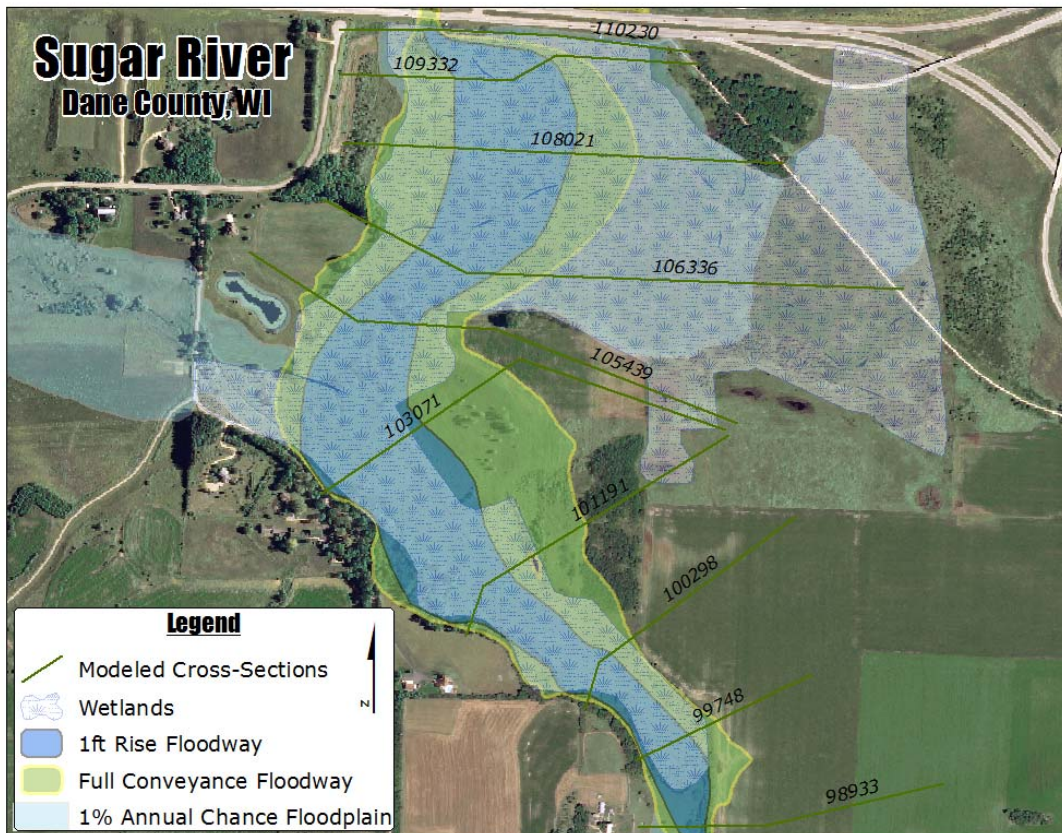 Sugar River
Dane County, WI
110230
109332
108021
106336
105439
103071
101191
100298
99748
98933
Legend
Modeled Cross-Sections
Wetlands
1ft Rise Floodway
Full Conveyance Floodway
1% Annual Chance Floodplain
N